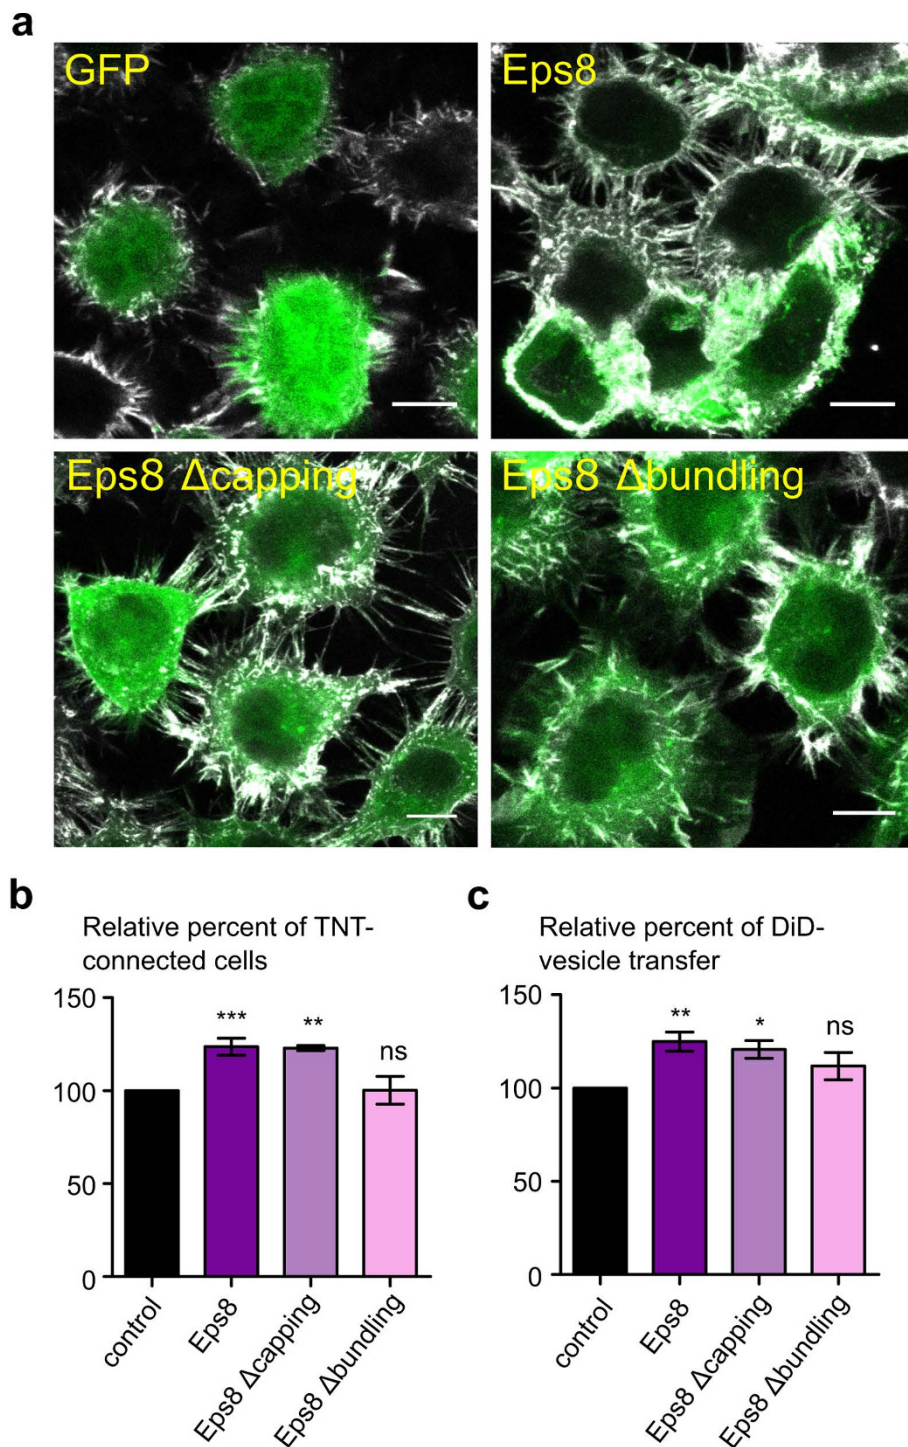 a
GFP
Eps8
Eps8 Δcapping
Eps8 Δbundling
b
Relative percent of TNT-
connected cells
150
100
50
0
***
**
ns
control
Eps8
Eps8 Δcapping
Eps8 Δbundling
c
Relative percent of DiD-
vesicle transfer
150
100
50
0
**
*
ns
control
Eps8
Eps8 Δcapping
Eps8 Δbundling